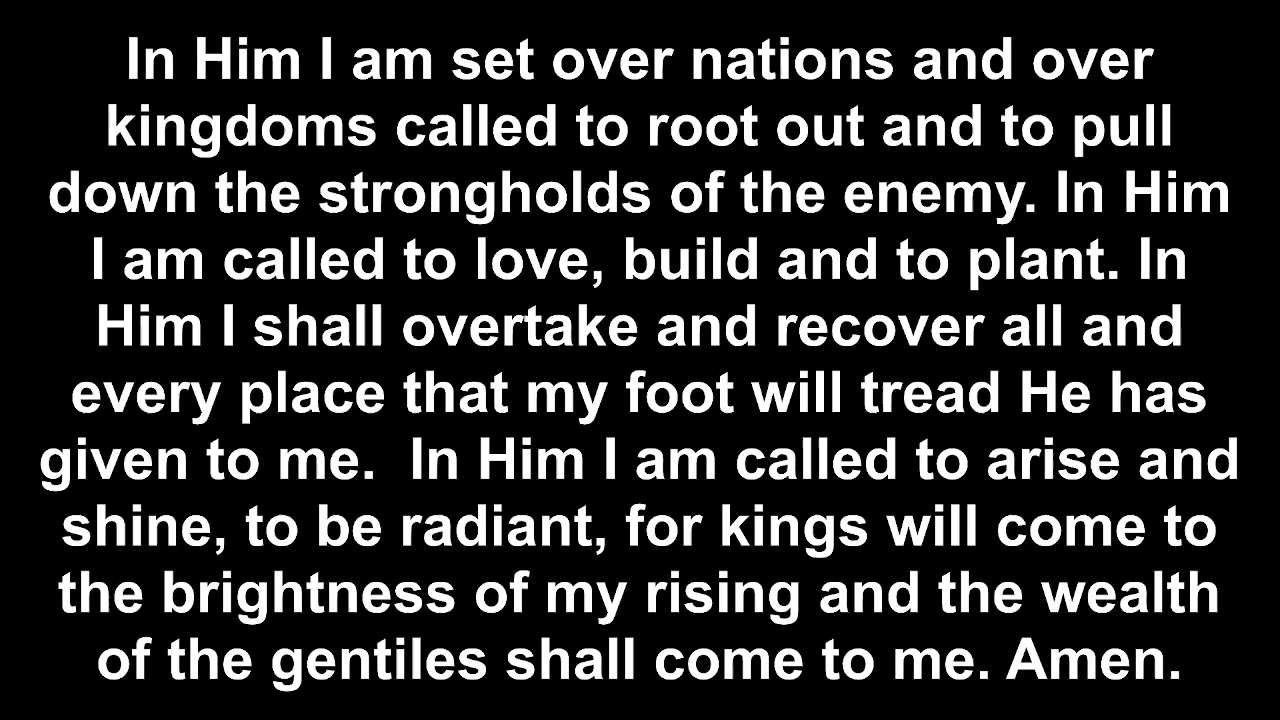 In Him I am set over nations and over
kingdoms called to root out and to pull
down the strongholds of the enemy. In Him
I am called to love, build and to plant. In
Him I shall overtake and recover all and
every place that my foot will tread He has
given to me.  In Him I am called to arise and
shine, to be radiant, for kings will come to
the brightness of my rising and the wealth
of the gentiles shall come to me. Amen.